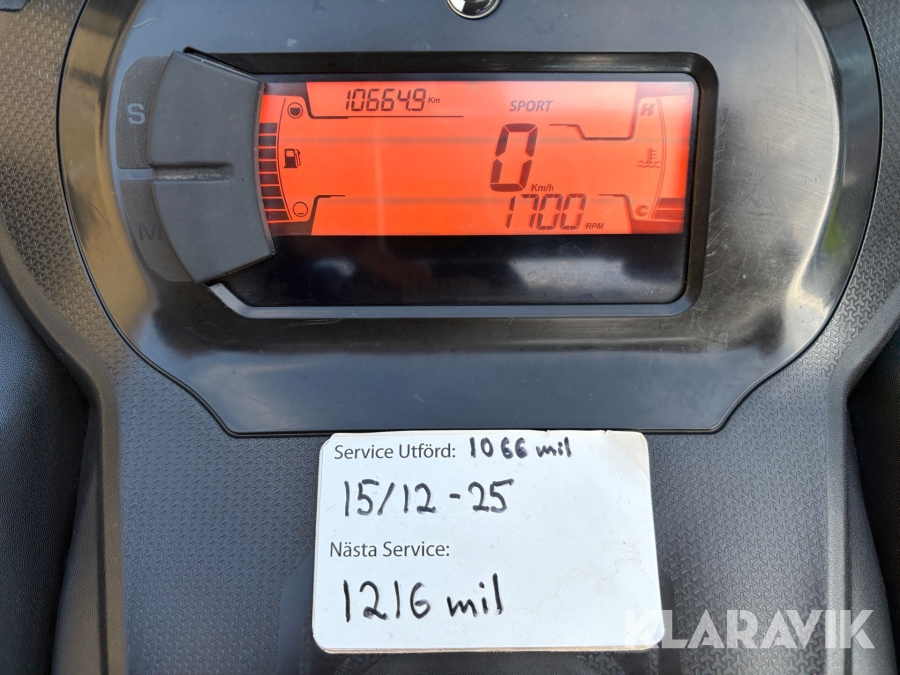 S
M
10664.9 Km
SPORT
H
0 Km/h
1700 RPM
C
Service Utförd: 1066 mil
15/12-25
Nästa Service:
1216 mil
KLARAVIK